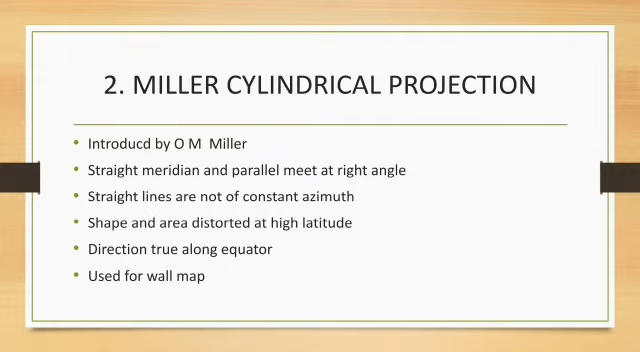 2. MILLER CYLINDRICAL PROJECTION
• Introducd by O M  Miller
• Straight meridian and parallel meet at right angle
• Straight lines are not of constant azimuth
• Shape and area distorted at high latitude
• Direction true along equator
• Used for wall map